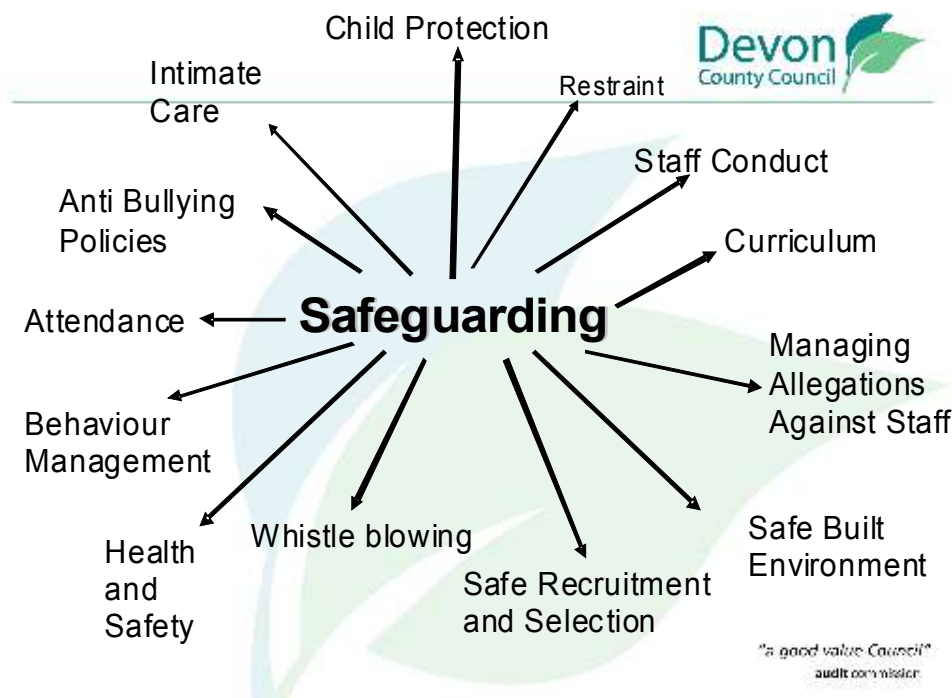 Child Protection
Devon
County Council
Intimate
Care
Restraint
Staff Conduct
Anti Bullying
Policies
Curriculum
Safeguarding
Attendance
Managing
Allegations
Against Staff
Behaviour
Management
Whistle blowing
Safe Built
Environment
Health
and
Safety
Safe Recruitment
and Selection
"a good value Council"
audit commission